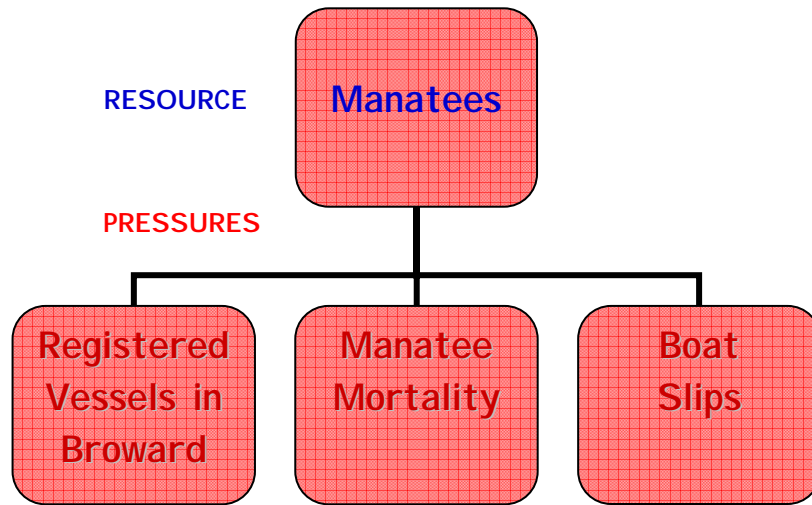 RESOURCE
Manatees
PRESSURES
Registered
Vessels in
Broward
Manatee
Mortality
Boat
Slips